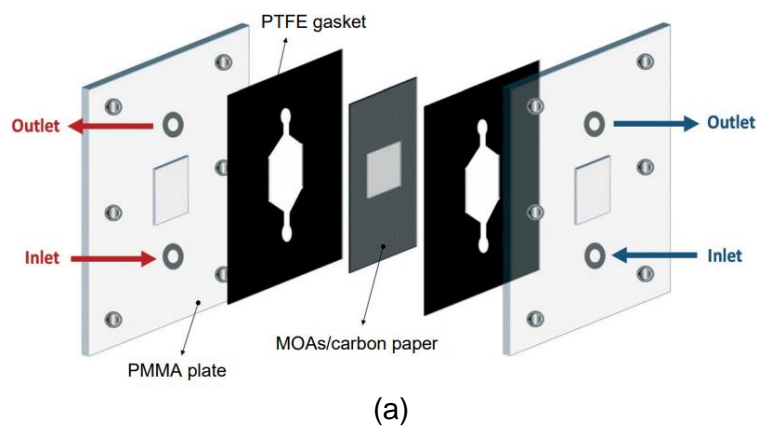 PTFE gasket
Outlet
Outlet
Inlet
Inlet
MOAs/carbon paper
PMMA plate
(a)